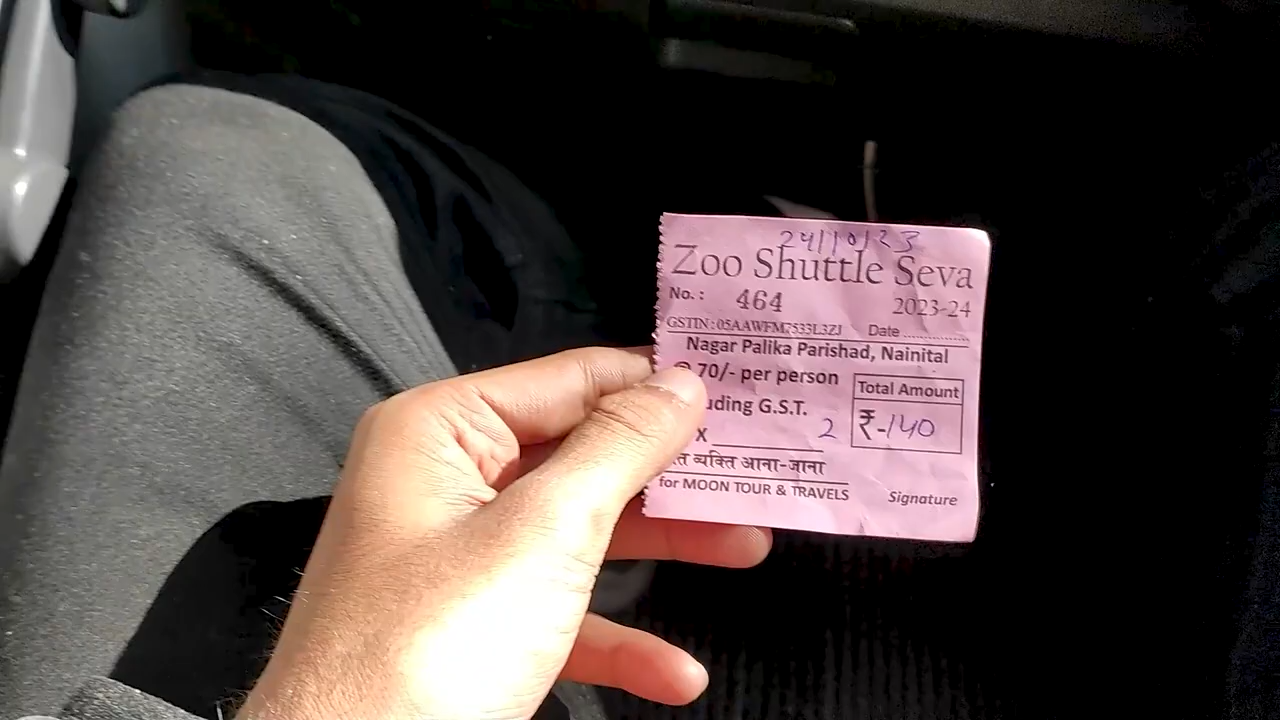 24/10/23
Zoo Shuttle Seva
No. : 464 2023-24
GSTIN:05AAWFM7533L3ZJ Date ..................
Nagar Palika Parishad, Nainital
70/- per person
Total Amount
G.S.T.
₹-140
X 2
व्यक्ति आना-जाना
for MOON TOUR & TRAVELS
Signature